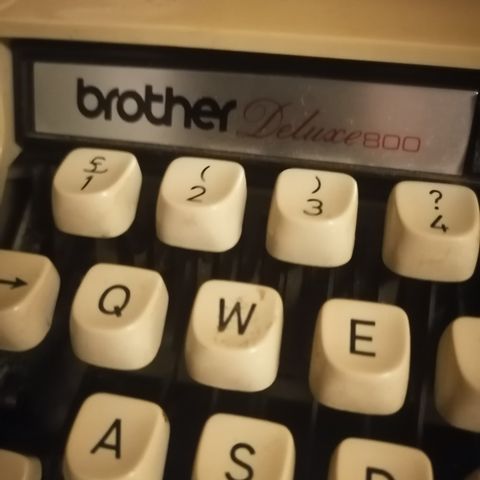 brother Deluxe800
£ ( ) ?
1 2 3 4
→ Q W E
A S D